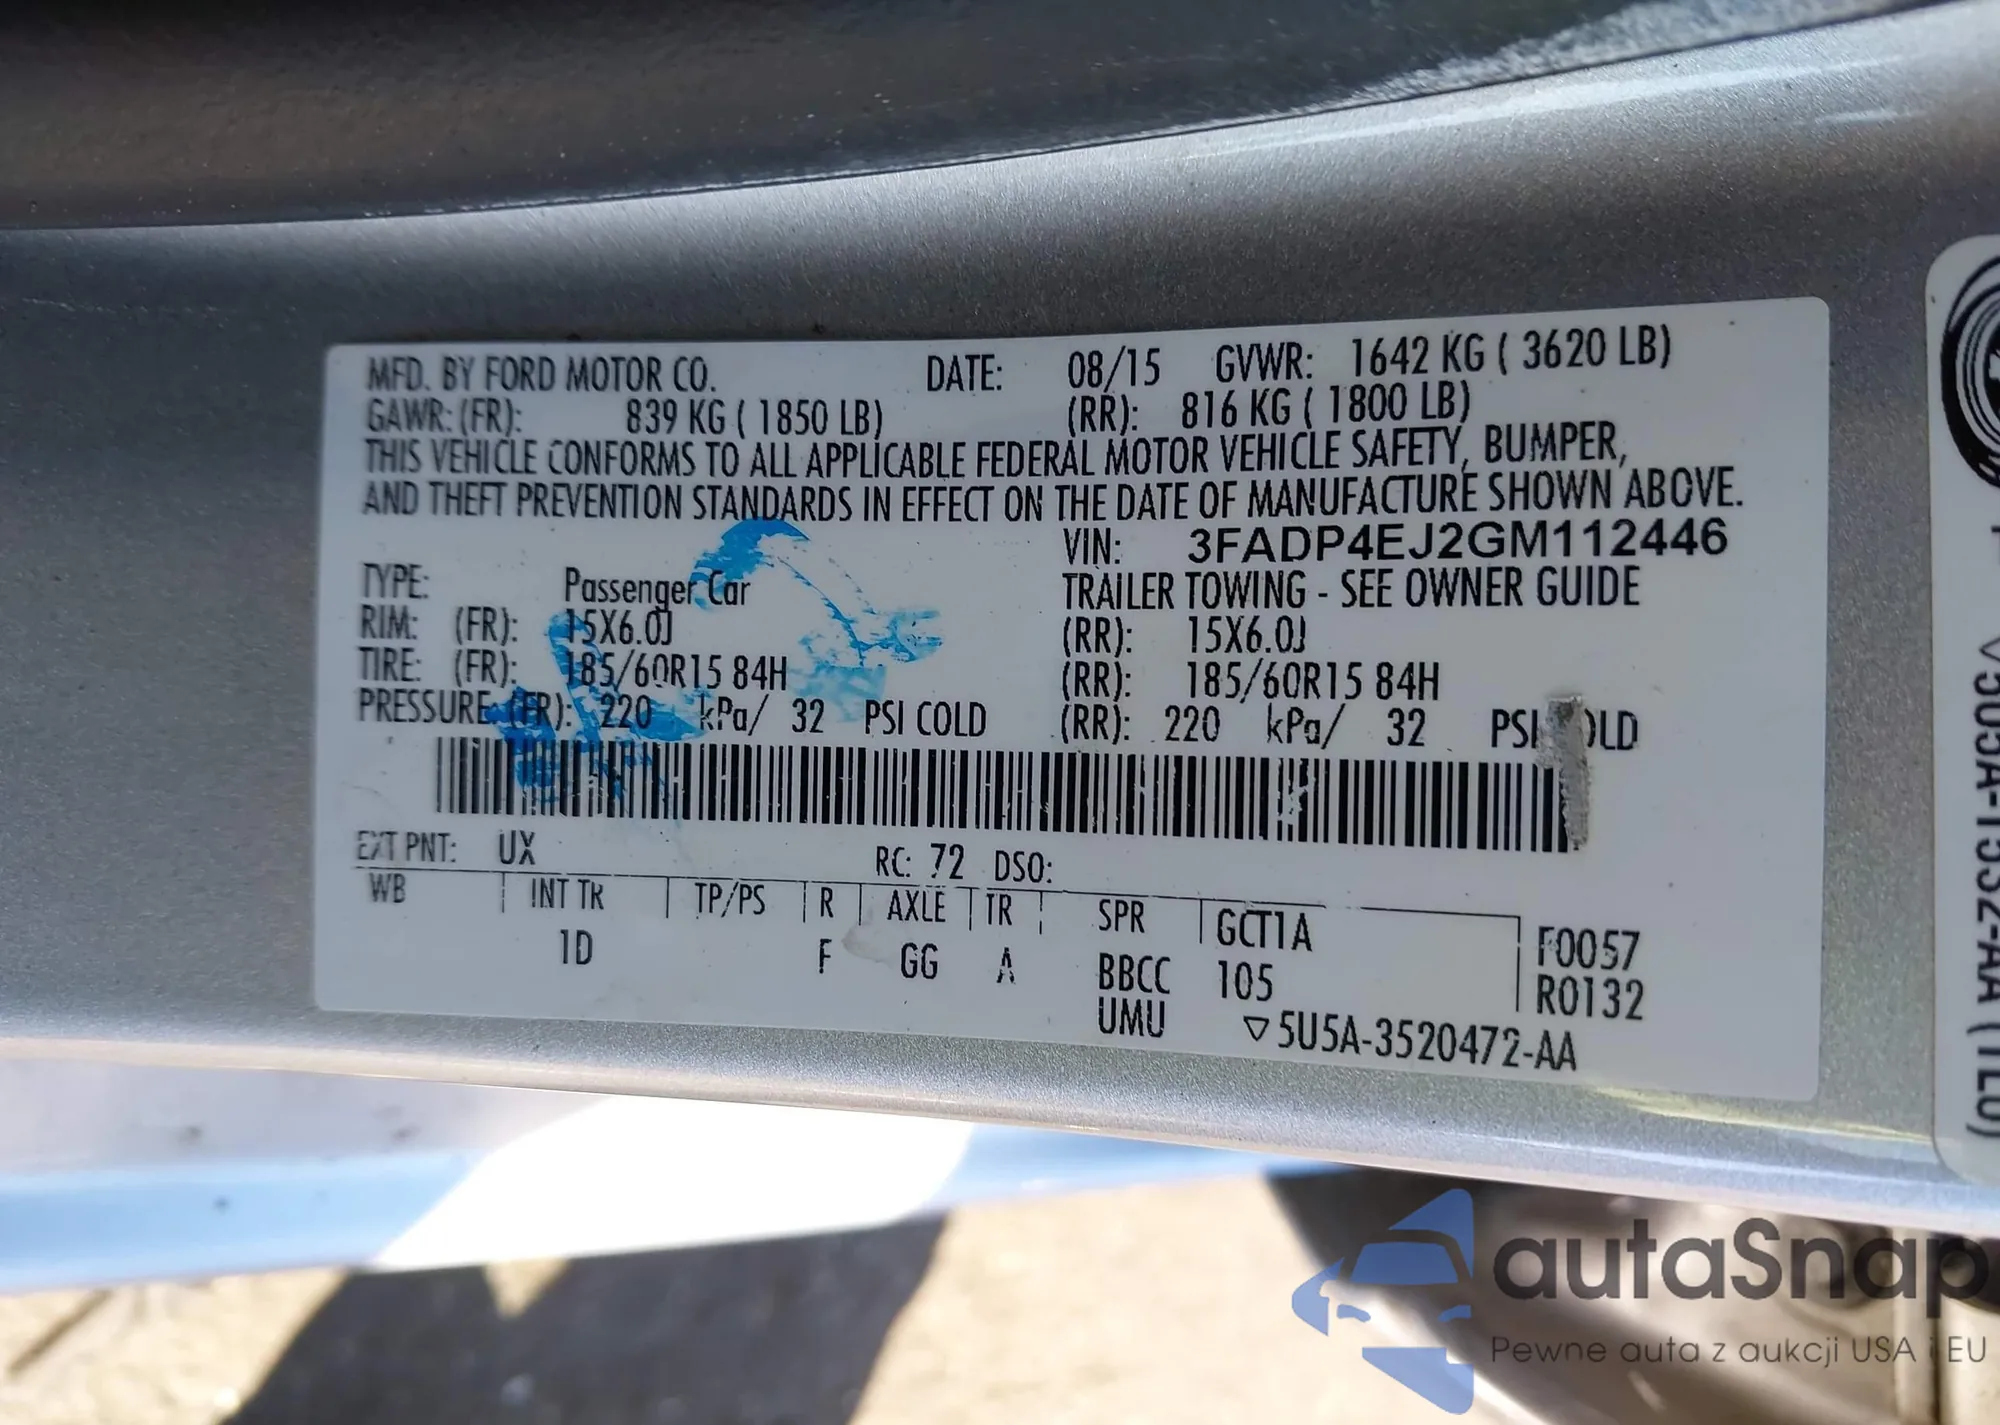 MFD. BY FORD MOTOR CO. DATE: 08/15 GVWR: 1642 KG ( 3620 LB)
GAWR: (FR): 839 KG ( 1850 LB) (RR): 816 KG ( 1800 LB)
THIS VEHICLE CONFORMS TO ALL APPLICABLE FEDERAL MOTOR VEHICLE SAFETY, BUMPER,
AND THEFT PREVENTION STANDARDS IN EFFECT ON THE DATE OF MANUFACTURE SHOWN ABOVE.
VIN: 3FADP4EJ2GM112446
TYPE: Passenger Car TRAILER TOWING - SEE OWNER GUIDE
RIM: (FR): 15X6.0J (RR): 15X6.0J
TIRE: (FR): 185/60R15 84H (RR): 185/60R15 84H
PRESSURE: (FR): 220 kPa/ 32 PSI COLD (RR): 220 kPa/ 32 PSI COLD
EXT PNT: UX RC: 72 DSO:
WB INT TR TP/PS R AXLE TR SPR GCT1A
1D F GG A BBCC 105 F0057
UMU R0132
▽5U5A-3520472-AA
▽5U5A-1532-AA (TLO)
autaSnap
Pewne auta z aukcji USA i EU